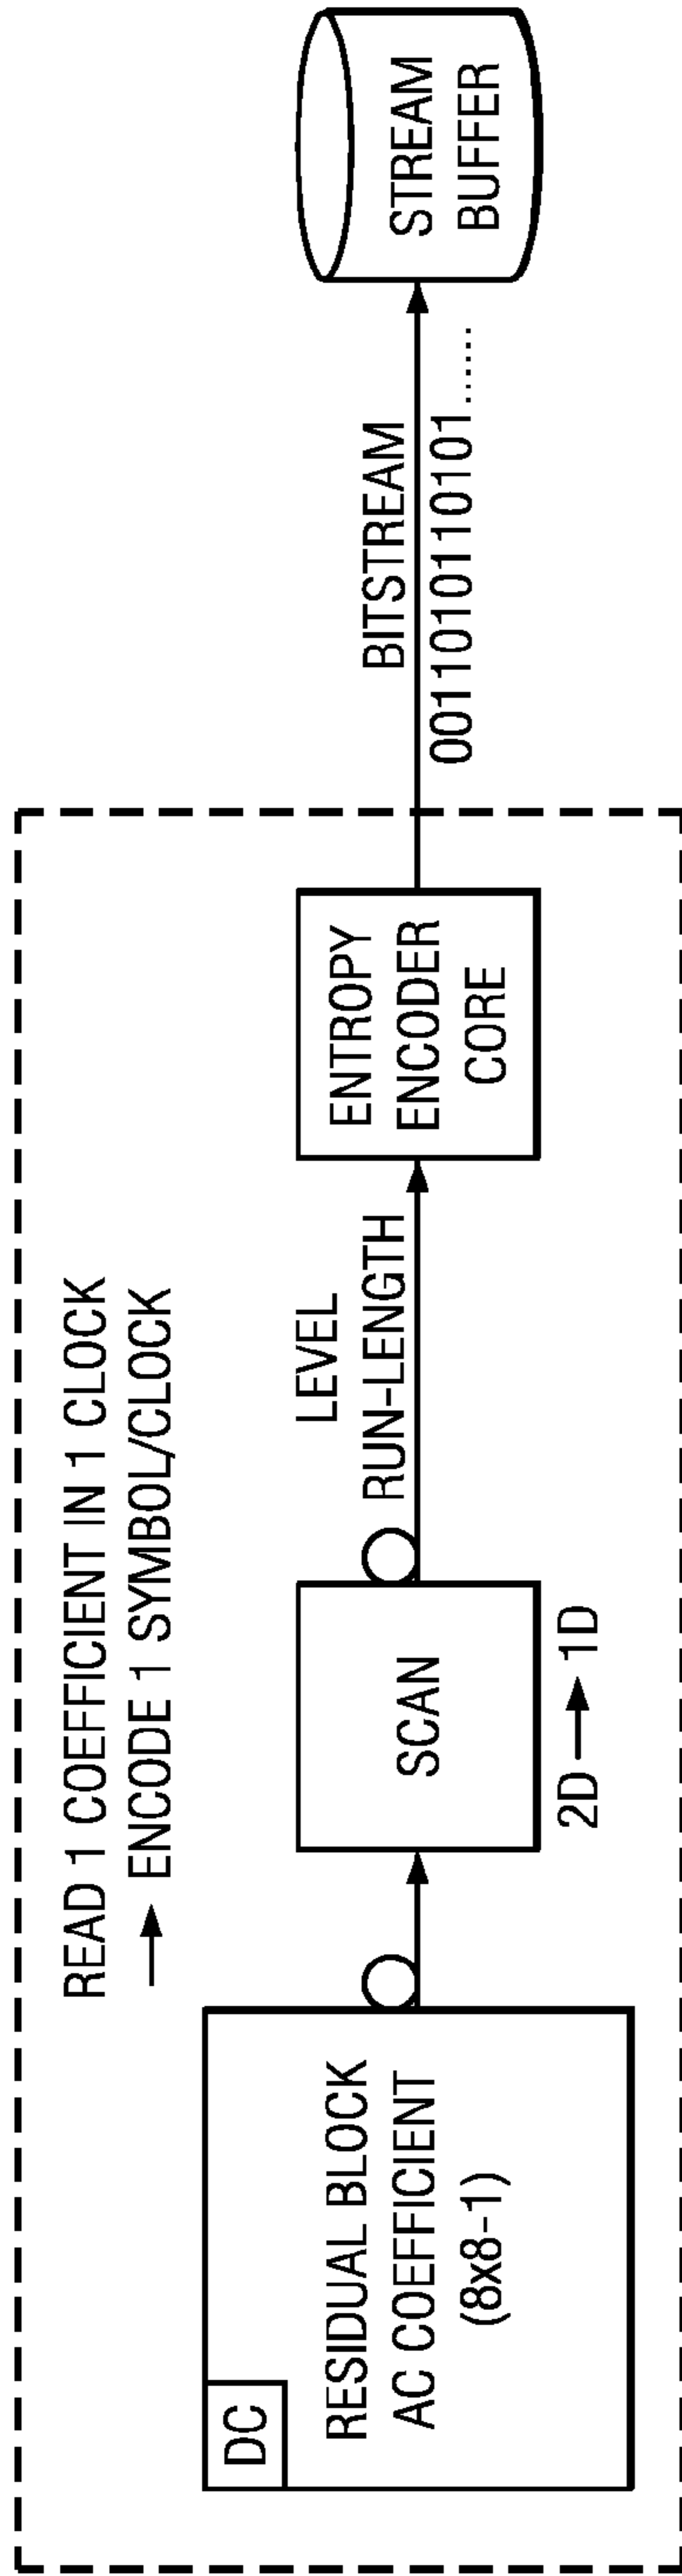 READ 1 COEFFICIENT IN 1 CLOCK
→ ENCODE 1 SYMBOL/CLOCK
DC
RESIDUAL BLOCK
AC COEFFICIENT
(8x8-1)
SCAN
2D → 1D
LEVEL
RUN-LENGTH
ENTROPY
ENCODER
CORE
BITSTREAM
0011010110101.......
STREAM
BUFFER